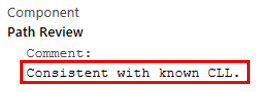 Component
Path Review
Comment:
Consistent with known CLL.